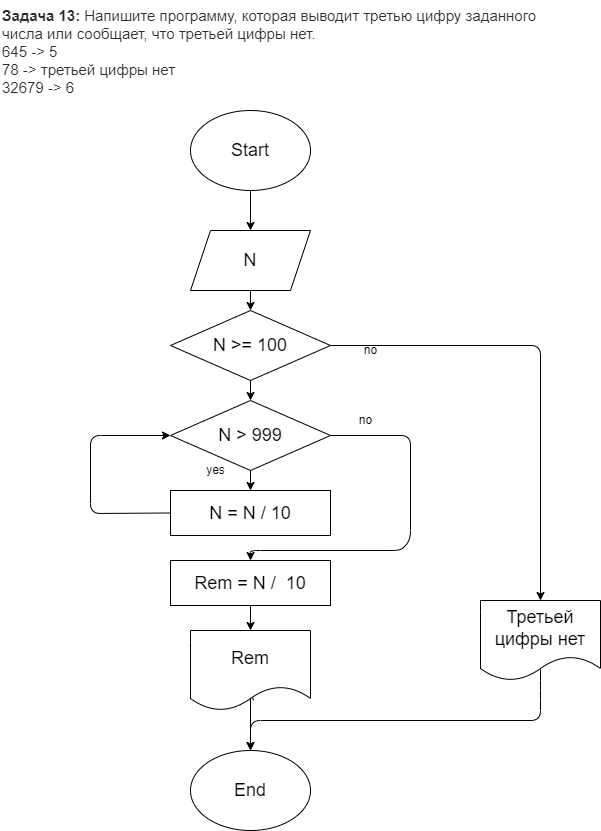 Задача 13: Напишите программу, которая выводит третью цифру заданного
числа или сообщает, что третьей цифры нет.
645 -> 5
78 -> третьей цифры нет
32679 -> 6
Start
N
N >= 100
no
N > 999
no
yes
N = N / 10
Rem = N / 10
Третьей
цифры нет
Rem
End